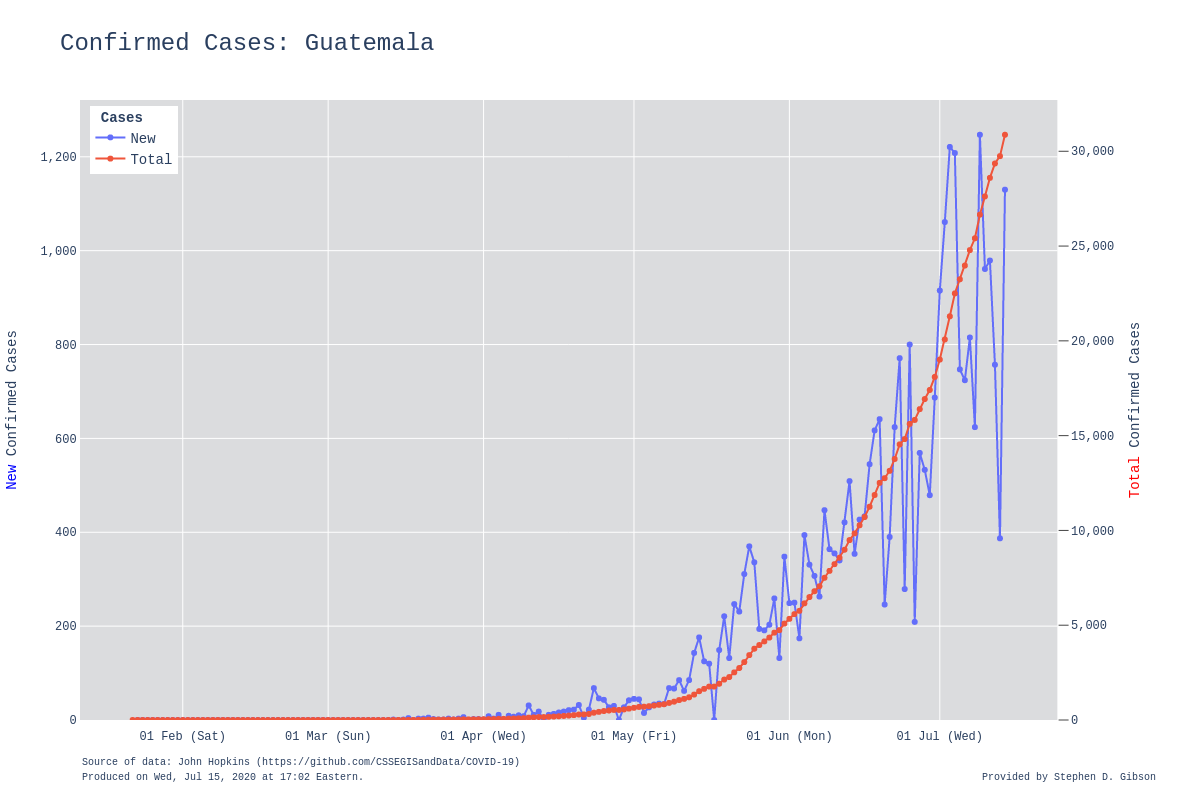 Confirmed Cases: Guatemala
Cases
New
Total
1,200
1,000
800
600
400
200
0
New Confirmed Cases
30,000
25,000
20,000
15,000
10,000
5,000
0
Total Confirmed Cases
01 Feb (Sat) 01 Mar (Sun) 01 Apr (Wed) 01 May (Fri) 01 Jun (Mon) 01 Jul (Wed)
Source of data: John Hopkins (https://github.com/CSSEGISandData/COVID-19)
Produced on Wed, Jul 15, 2020 at 17:02 Eastern.
Provided by Stephen D. Gibson